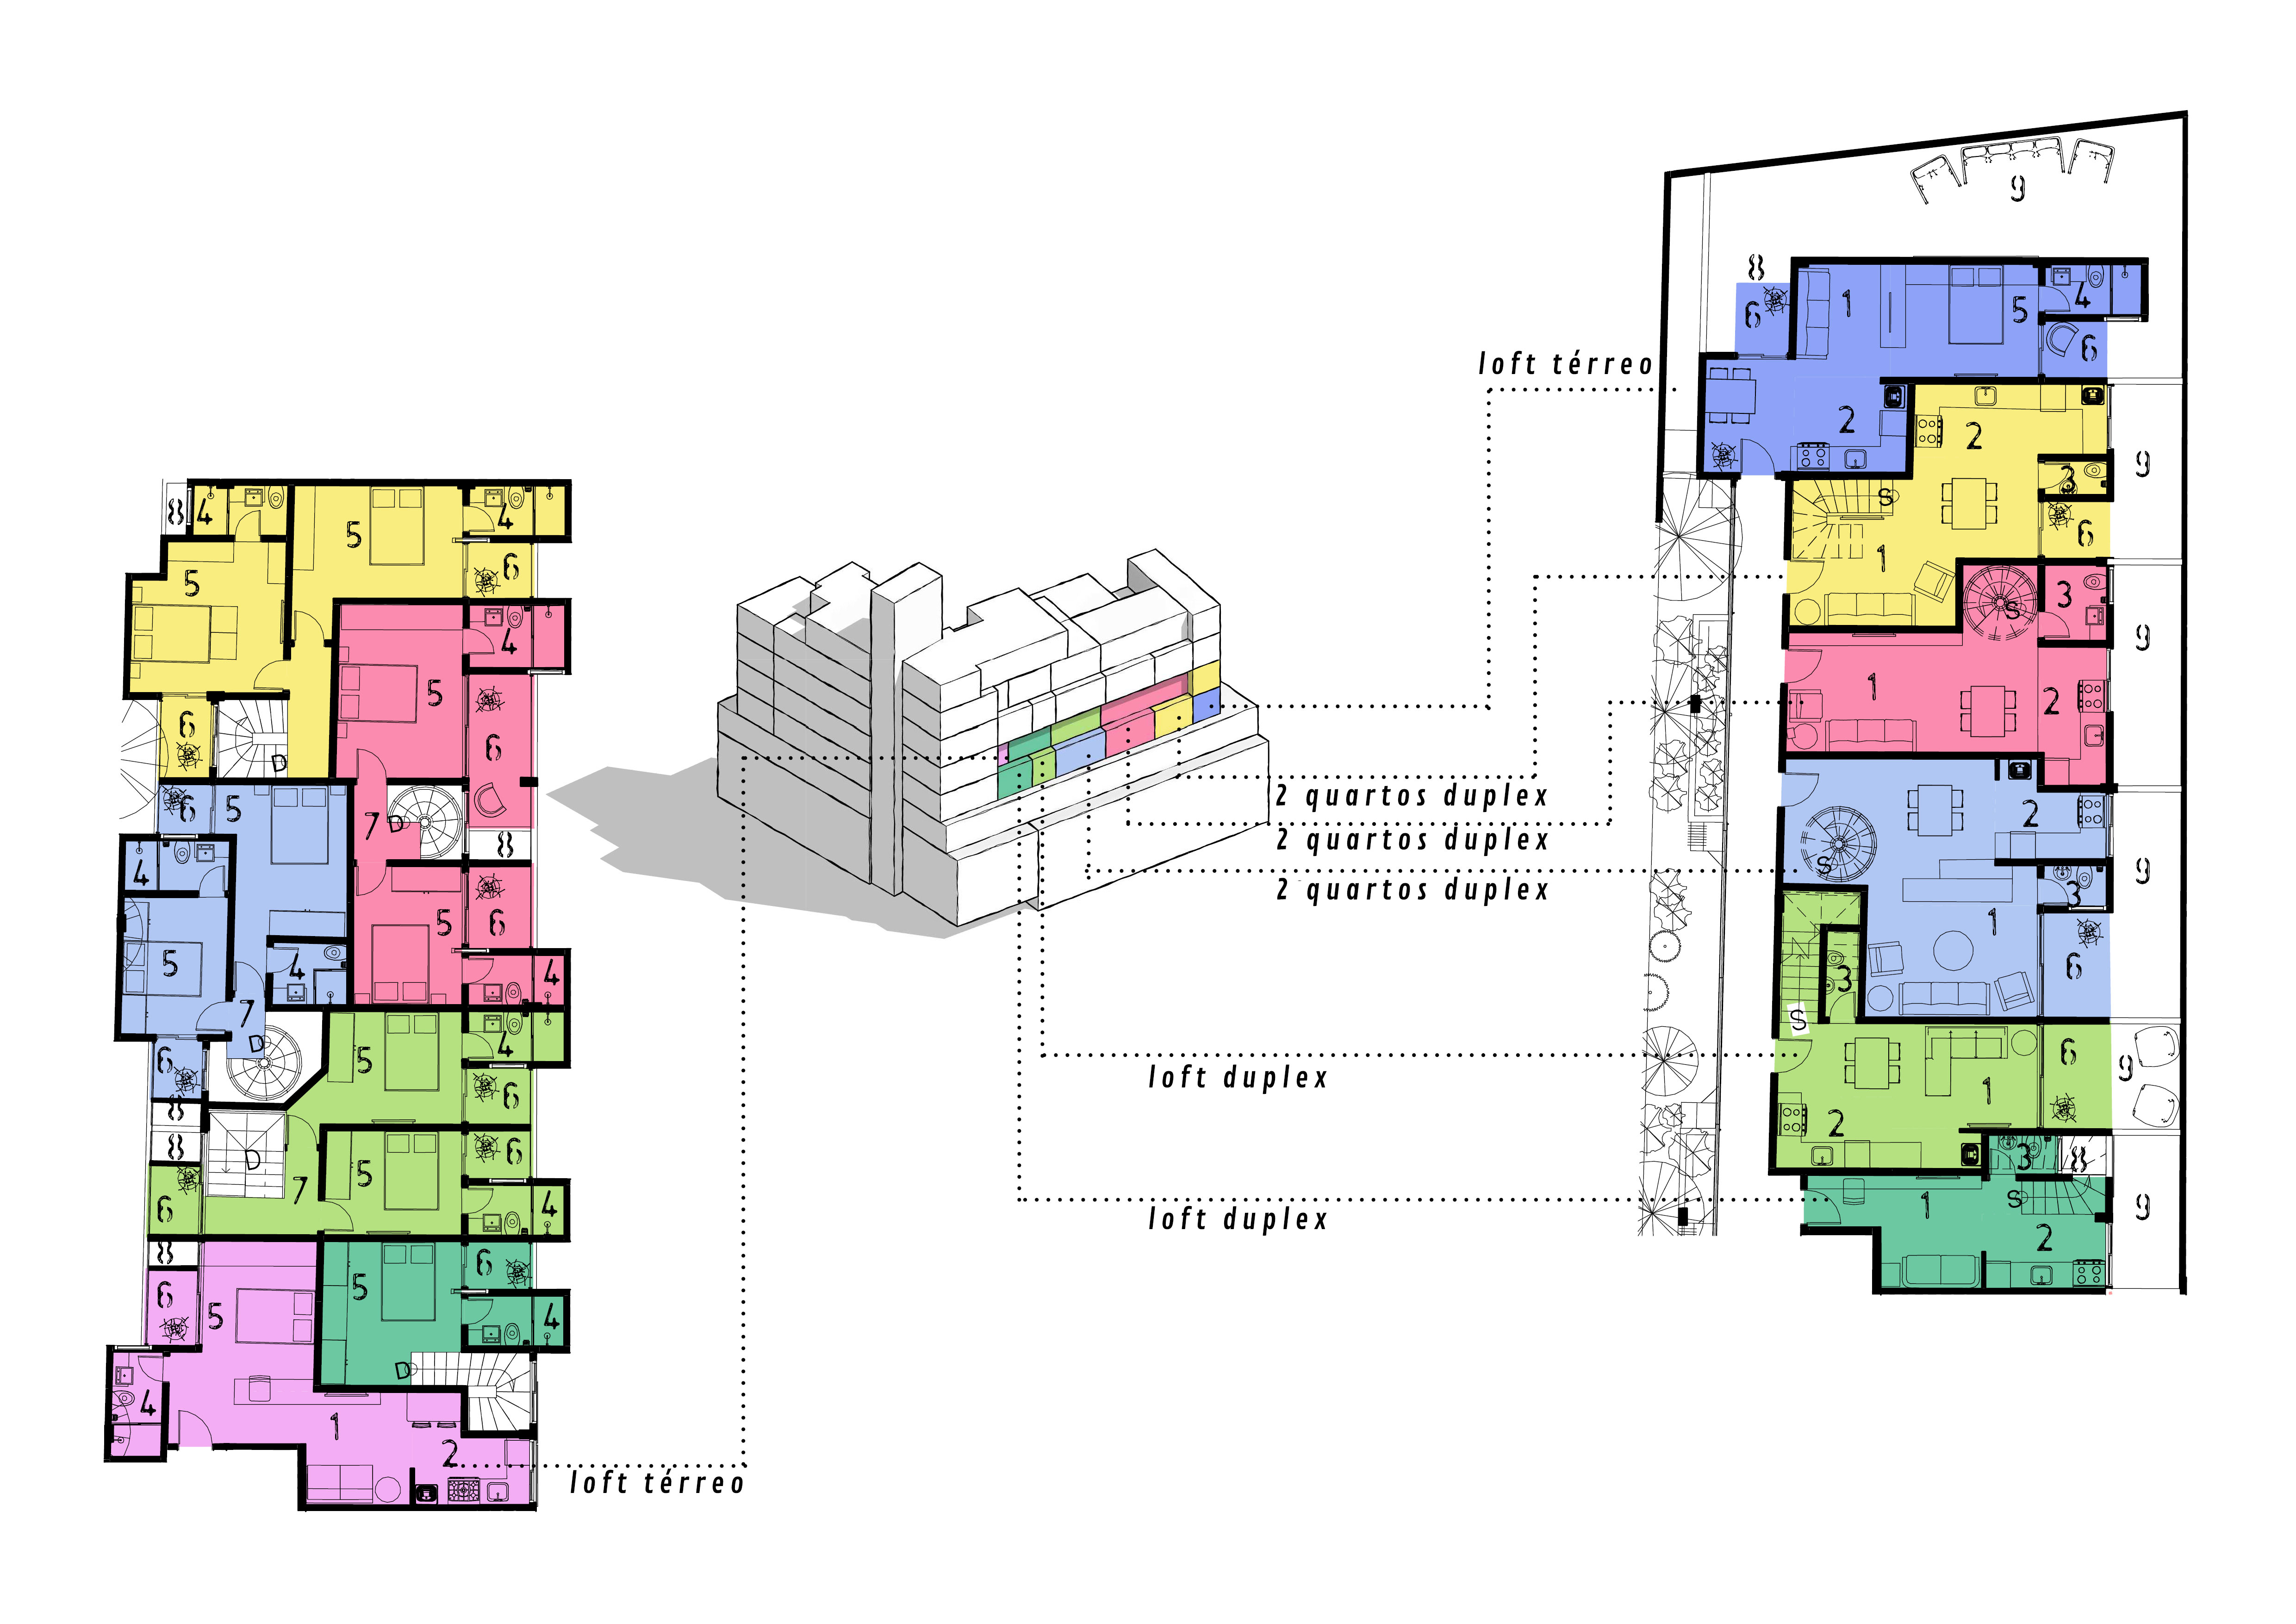 8 4 5 4
5 6
4
5
6 6
D
6 5 7 D 8
4
5 5 6
4 4
7
D 5 4
6 6
8
8 D 5 6
6 7 4
8 6
6 5 5 4
D
4 1 2
loft térreo
loft térreo
2 quartos duplex
2 quartos duplex
2 quartos duplex
loft duplex
loft duplex
9
8
6 1 5 4
6
2 2
9
S 3
6
1
S 3 9
1 2
2
S 9
3
1 6
3
S
6 9
1
2
3 8
S 1 9
2